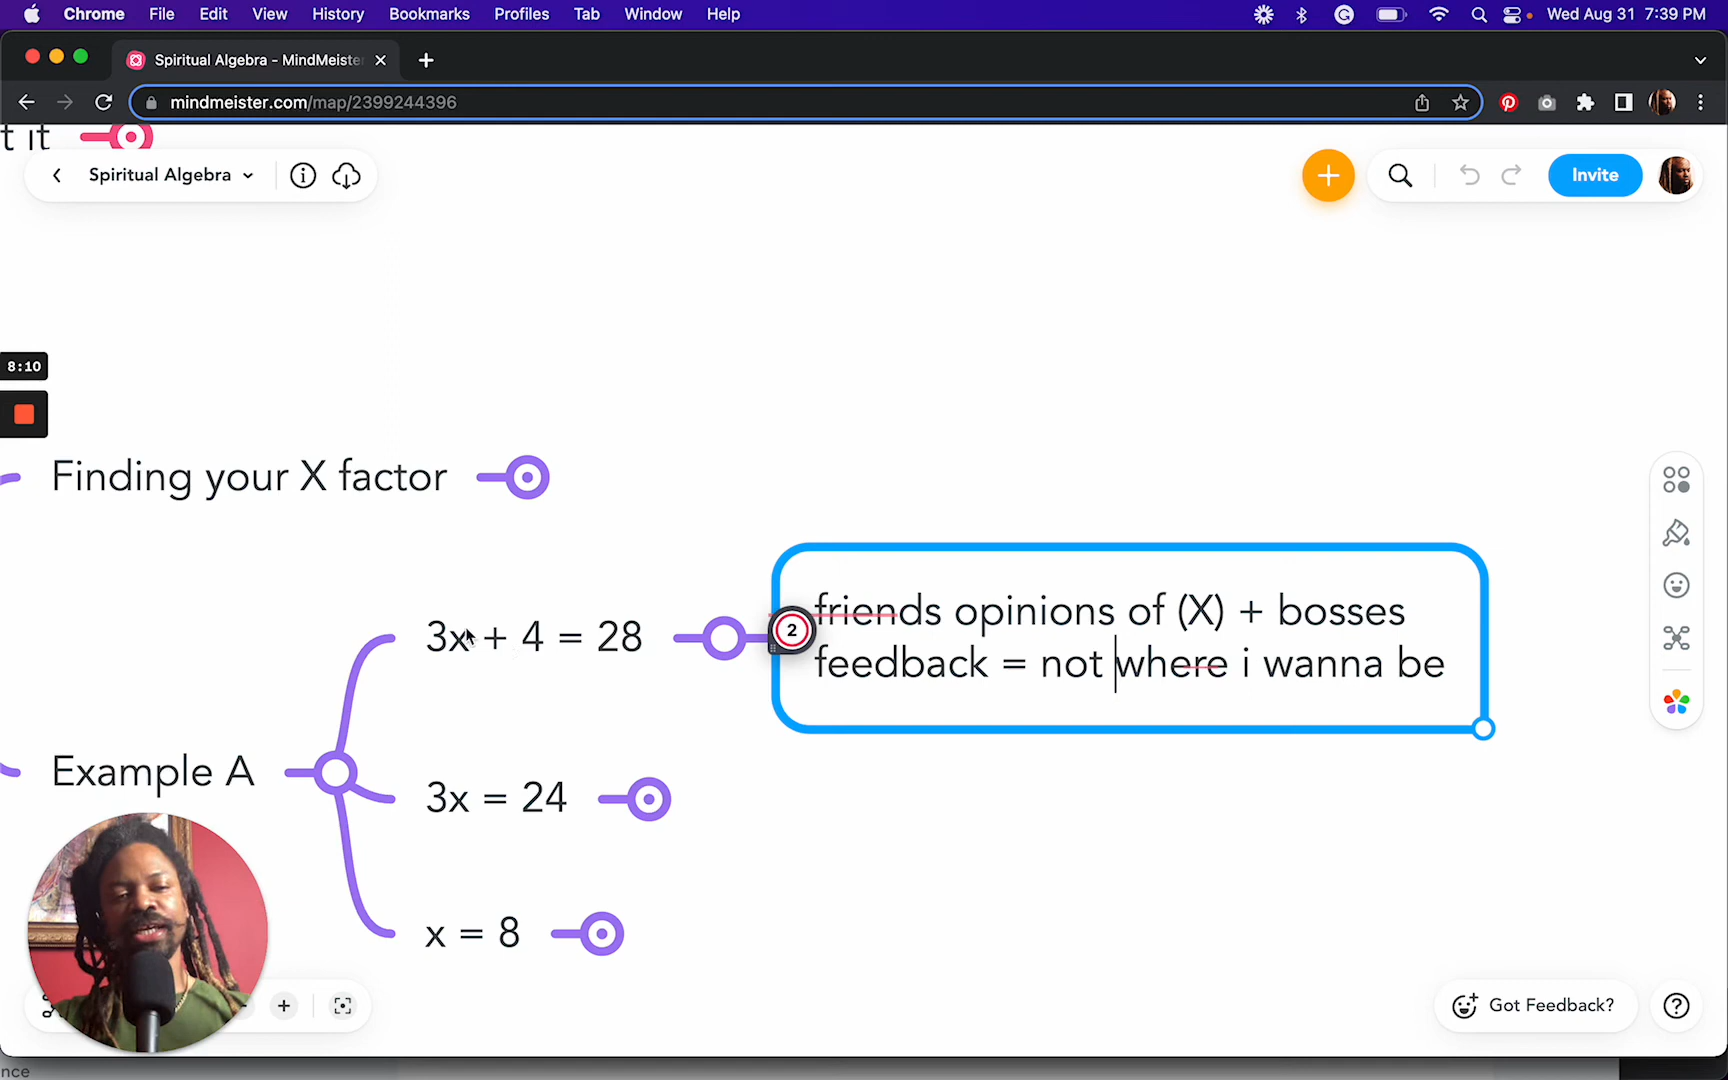 Chrome File Edit View History Bookmarks Profiles Tab Window Help
Wed Aug 31 7:39 PM
Spiritual Algebra - MindMeiste
mindmeister.com/map/2399244396
t it
Spiritual Algebra
Invite
8:10
Finding your X factor
friends opinions of (X) + bosses
feedback = not where i wanna be
2
3x + 4 = 28
Example A
3x = 24
x = 8
Got Feedback?
nce